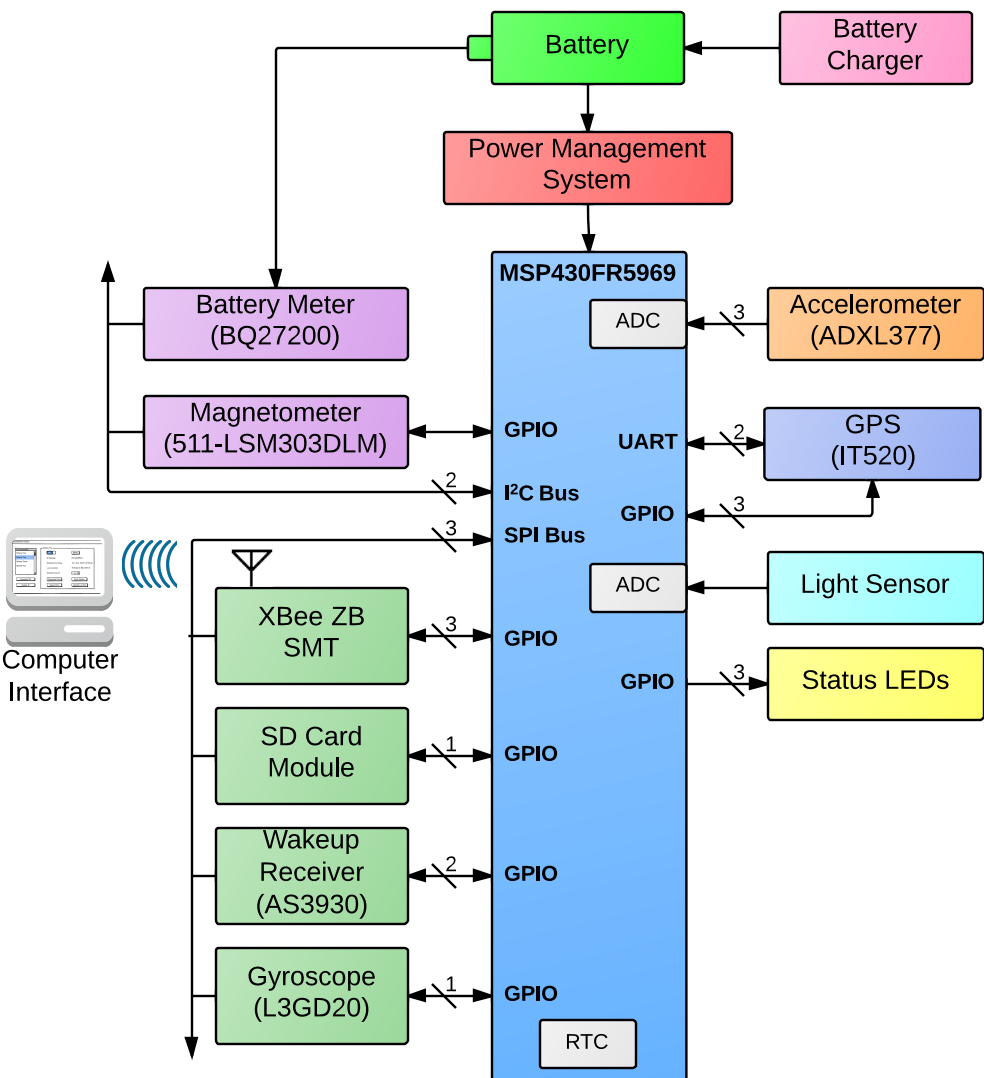 Battery
Battery
Charger
Power Management
System
MSP430FR5969
Battery Meter
(BQ27200)
ADC
3
Accelerometer
(ADXL377)
Magnetometer
(511-LSM303DLM)
GPIO
UART
2
GPS
(IT520)
2
I²C Bus
GPIO
3
3
SPI Bus
Computer
Interface
XBee ZB
SMT
3
GPIO
ADC
Light Sensor
GPIO
3
Status LEDs
SD Card
Module
1
GPIO
Wakeup
Receiver
(AS3930)
2
GPIO
Gyroscope
(L3GD20)
1
GPIO
RTC